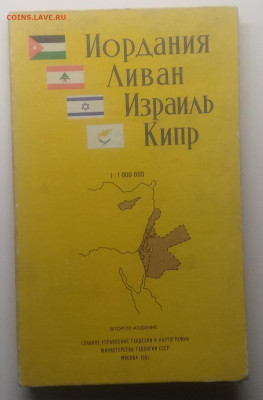 COINS.LAVE.RU
Иордания
Ливан
Израиль
Кипр
1:1 000 000
ВТОРОЕ ИЗДАНИЕ
ГЛАВНОЕ УПРАВЛЕНИЕ ГЕОДЕЗИИ И КАРТОГРАФИИ
МИНИСТЕРСТВА ГЕОЛОГИИ СССР
МОСКВА